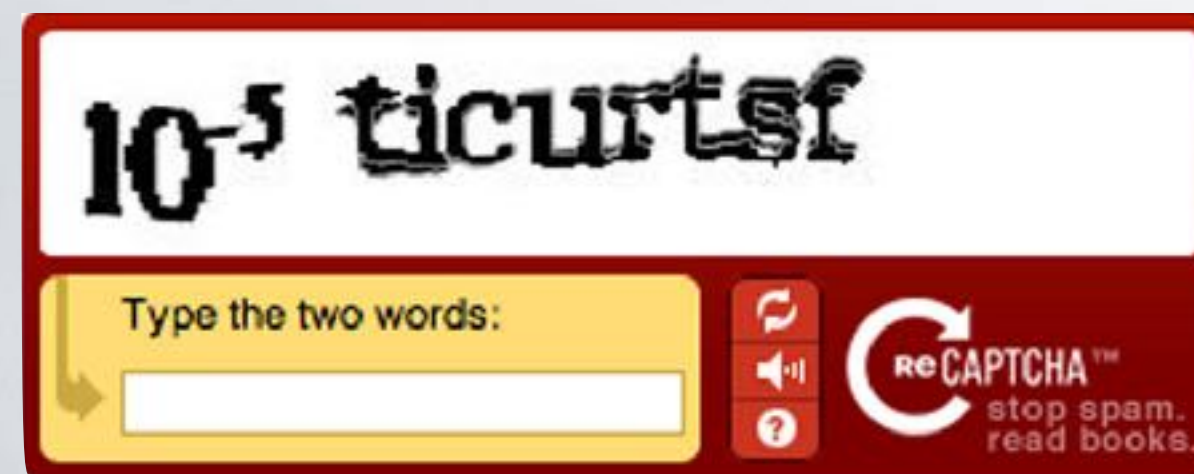 10⁻⁵ ticurtsf
Type the two words:
ReCAPTCHA™
stop spam.
read books.